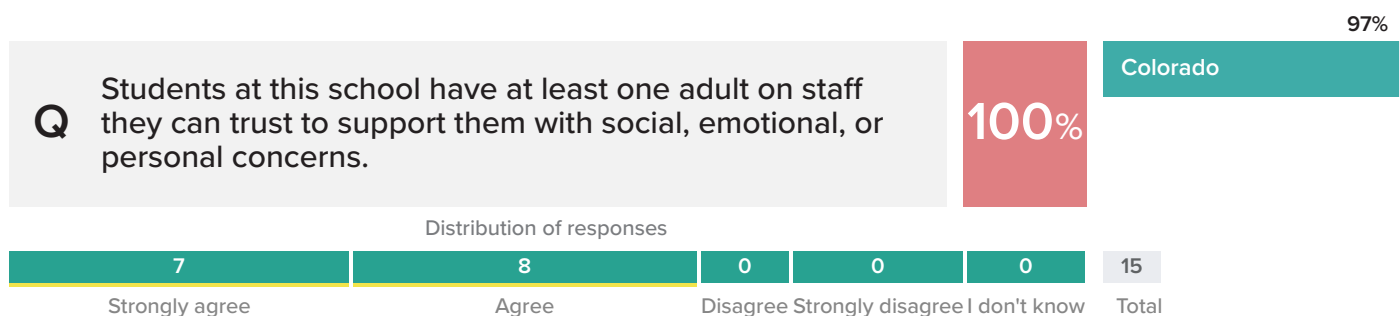 97%
Q
Students at this school have at least one adult on staff
they can trust to support them with social, emotional, or
personal concerns.
100%
Colorado
Distribution of responses
7 8 0 0 0 15
Strongly agree Agree Disagree Strongly disagree I don't know Total